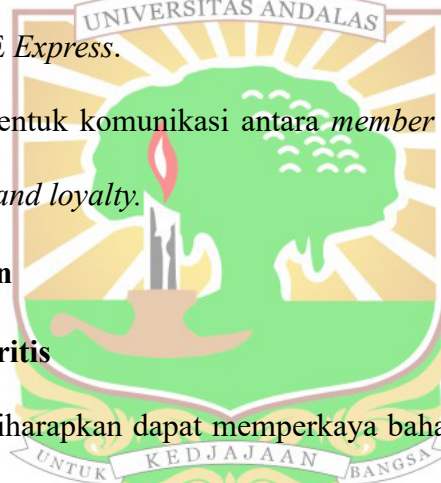 UNIVERSITAS ANDALAS
E Express.
entuk komunikasi antara member
and loyalty.
n
ritis
iharapkan dapat memperkaya baha
UNTUK KEDJAJAAN BANGSA